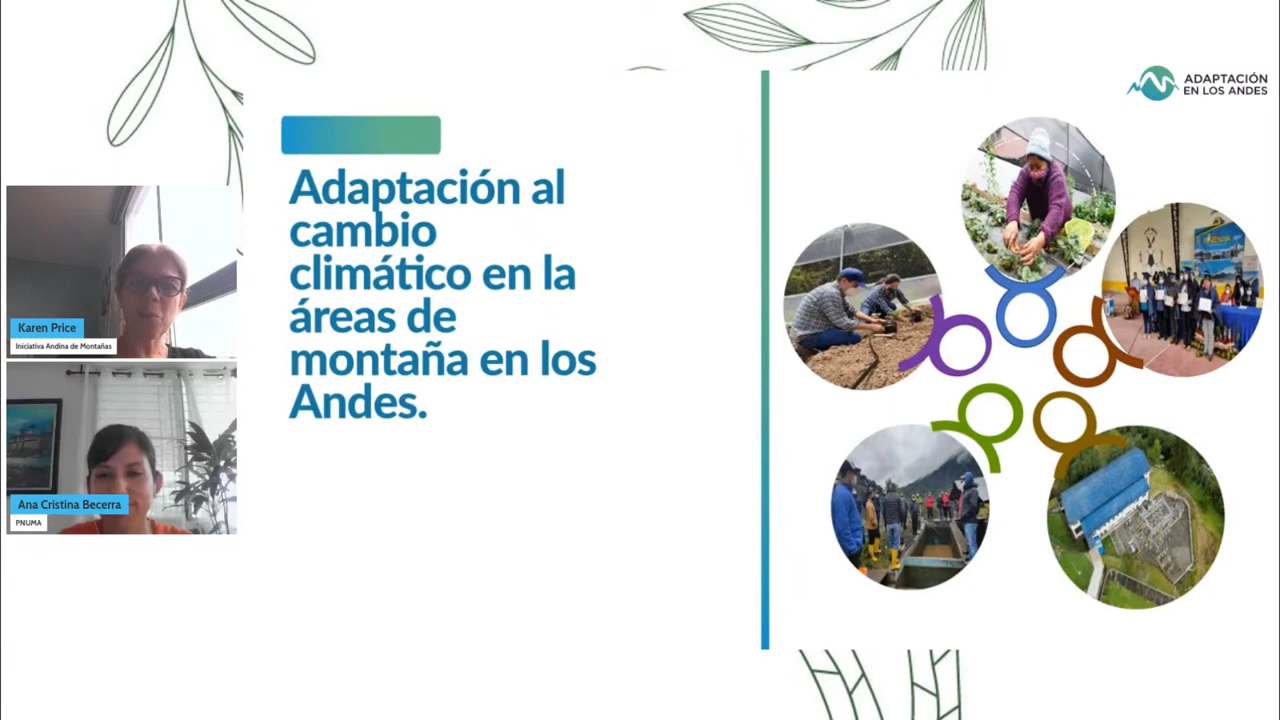 ADAPTACIÓN
EN LOS ANDES
Adaptación al
cambio
climático en la
áreas de
montaña en los
Andes.
Karen Price
Iniciativa Andina de Montañas
Ana Cristina Becerra
PNUMA